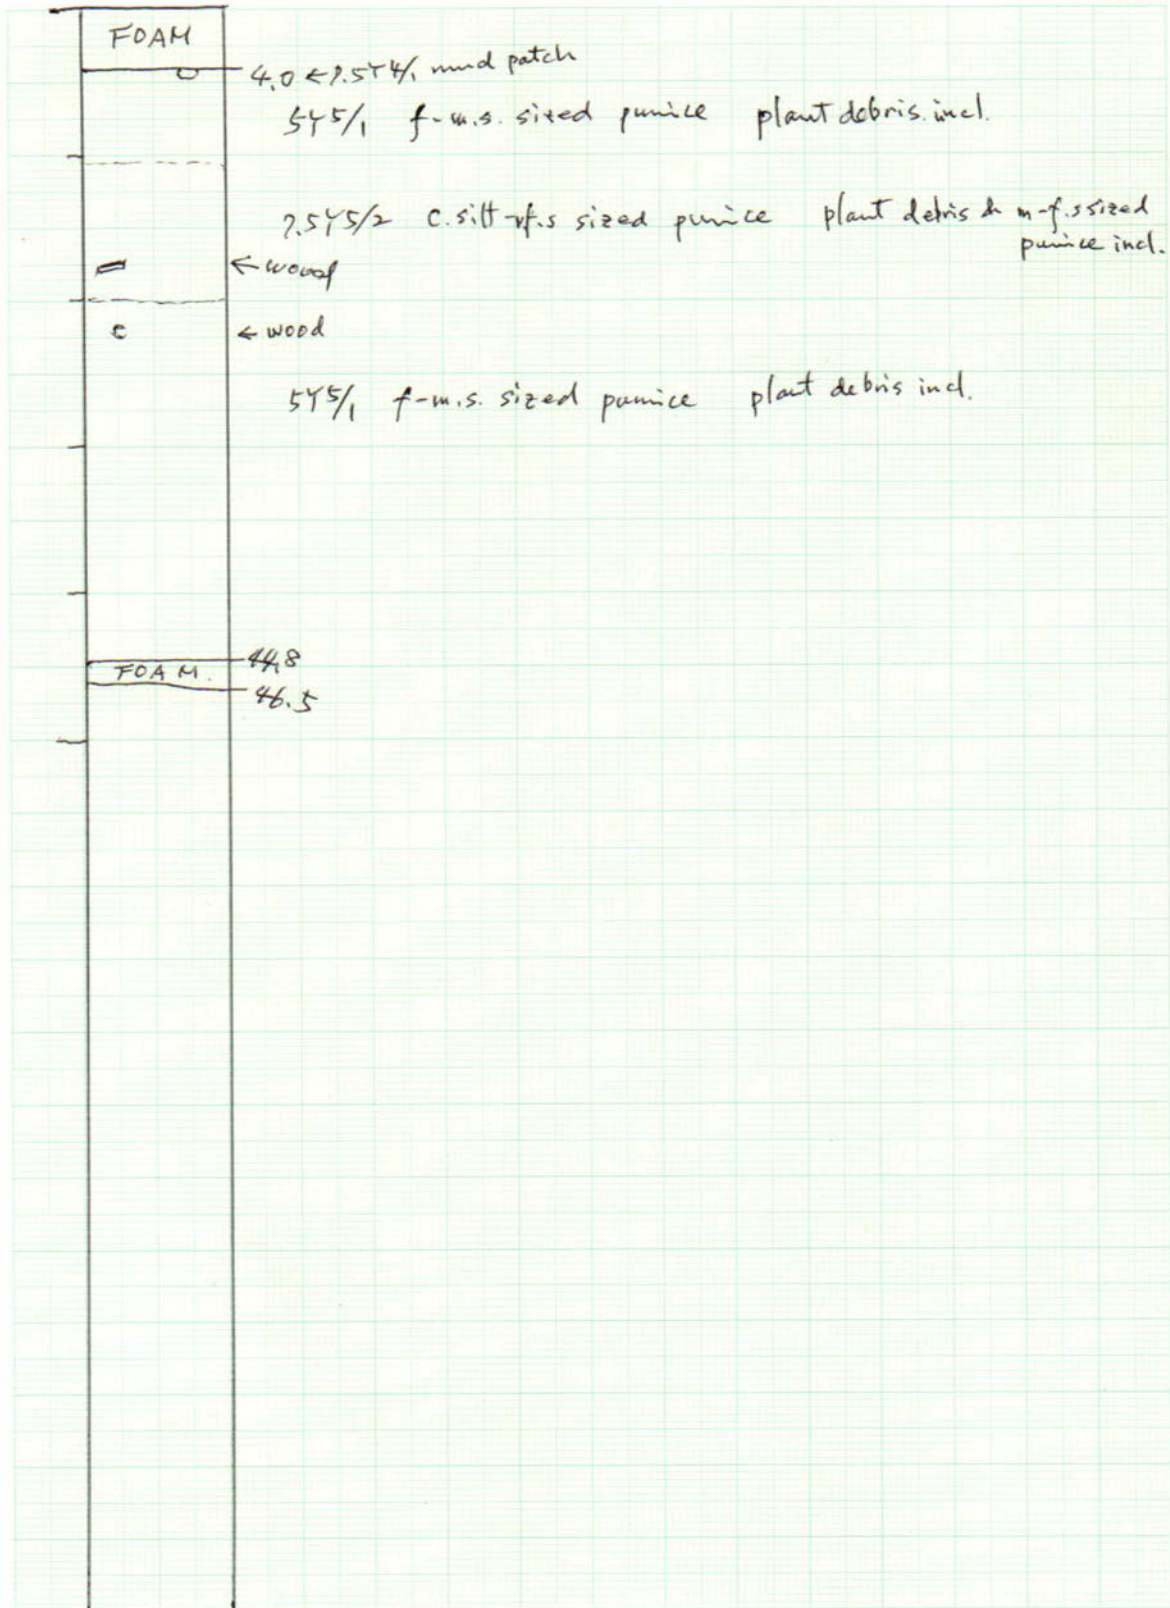 FOAM
4.0 ← 7.5Y 4/1 mud patch
5Y5/1 f-m.s. sized pumice plant debris incl.
7.5Y5/2 c.silt-vf.s sized pumice plant debris & m-f.s sized
pumice incl.
← wood
← wood
5Y5/1 f-m.s. sized pumice plant debris incl.
44.8
FOAM.
46.5